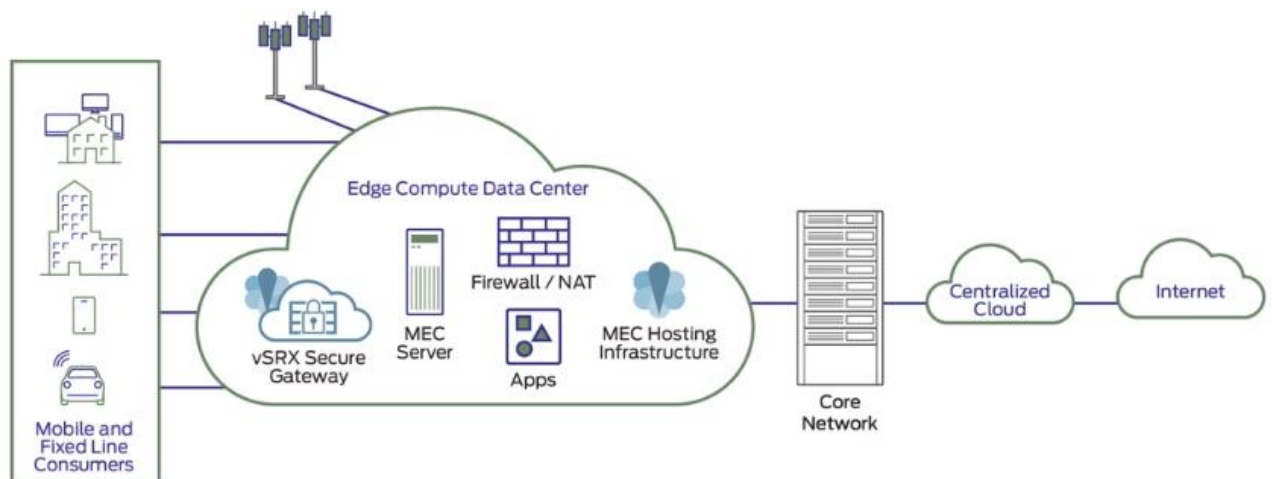 Edge Compute Data Center
Firewall / NAT
vSRX Secure
Gateway
MEC
Server
Apps
MEC Hosting
Infrastructure
Core
Network
Centralized
Cloud
Internet
Mobile and
Fixed Line
Consumers